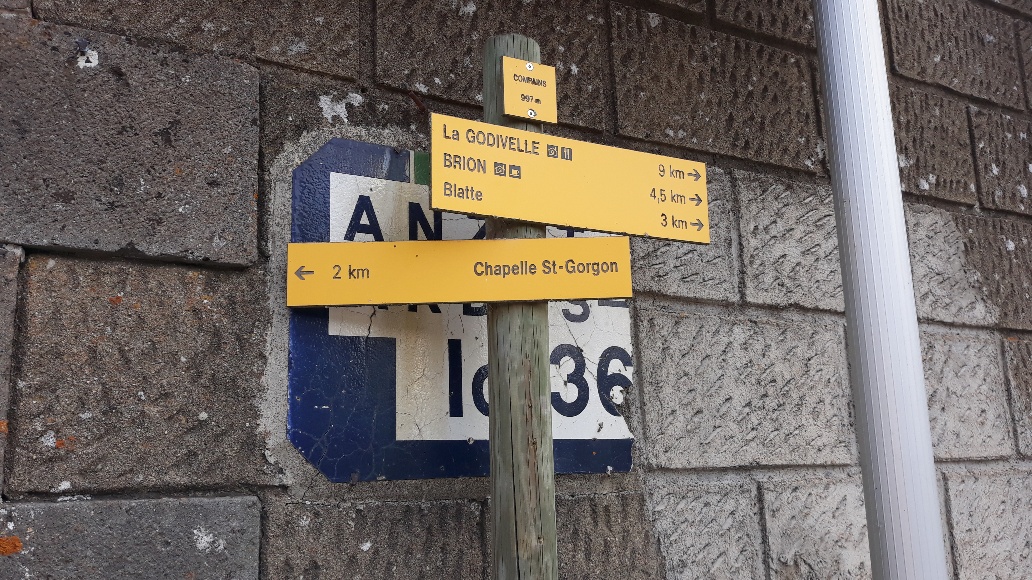 COMPAINS
997 m
La GODIVELLE 9 km →
BRION 4,5 km →
Blatte 3 km →
← 2 km Chapelle St-Gorgon
AN
36